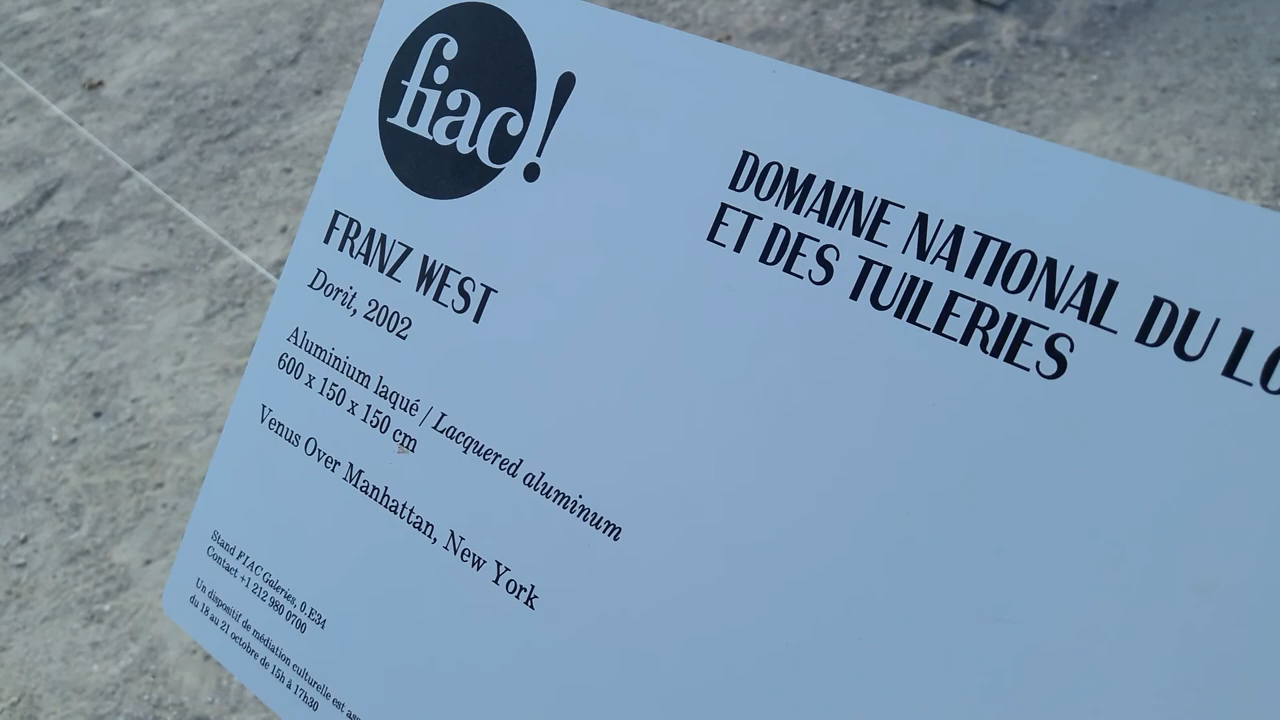 fiac!
FRANZ WEST
Dorit, 2002
Aluminium laqué / Lacquered aluminum
600 x 150 x 150 cm
Venus Over Manhattan, New York
Stand FIAC Galeries, 0.E34
Contact +1 212 980 0700
Un dispositif de médiation culturelle est
du 18 au 21 octobre de 15h à 17h30
DOMAINE NATIONAL DU
ET DES TUILERIES